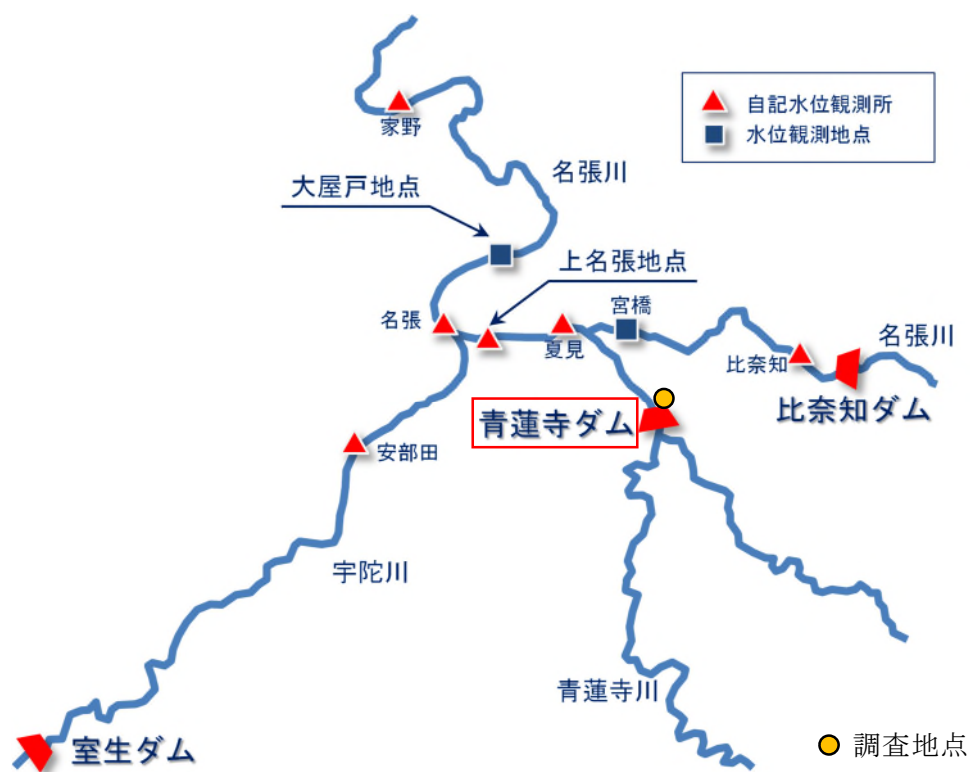 自記水位観測所
水位観測地点
家野
名張川
大屋戸地点
上名張地点
宮橋
名張
夏見
名張川
比奈知
比奈知ダム
青蓮寺ダム
安部田
宇陀川
青蓮寺川
室生ダム
調査地点